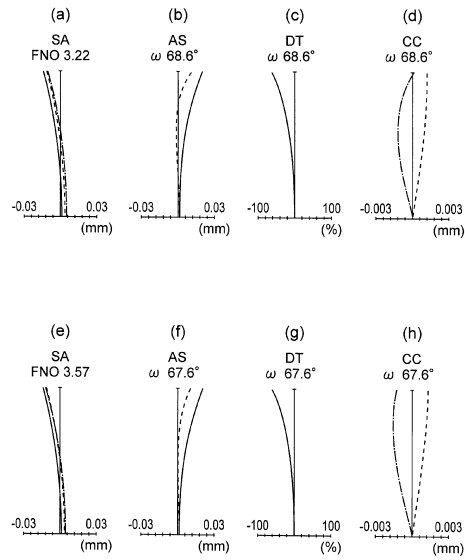 (a) (b) (c) (d)
SA AS DT CC
FNO 3.22 ω 68.6° ω 68.6° ω 68.6°
-0.03 0.03 -0.03 0.03 -100 100 -0.003 0.003
(mm) (mm) (%) (mm)
(e) (f) (g) (h)
SA AS DT CC
FNO 3.57 ω 67.6° ω 67.6° ω 67.6°
-0.03 0.03 -0.03 0.03 -100 100 -0.003 0.003
(mm) (mm) (%) (mm)